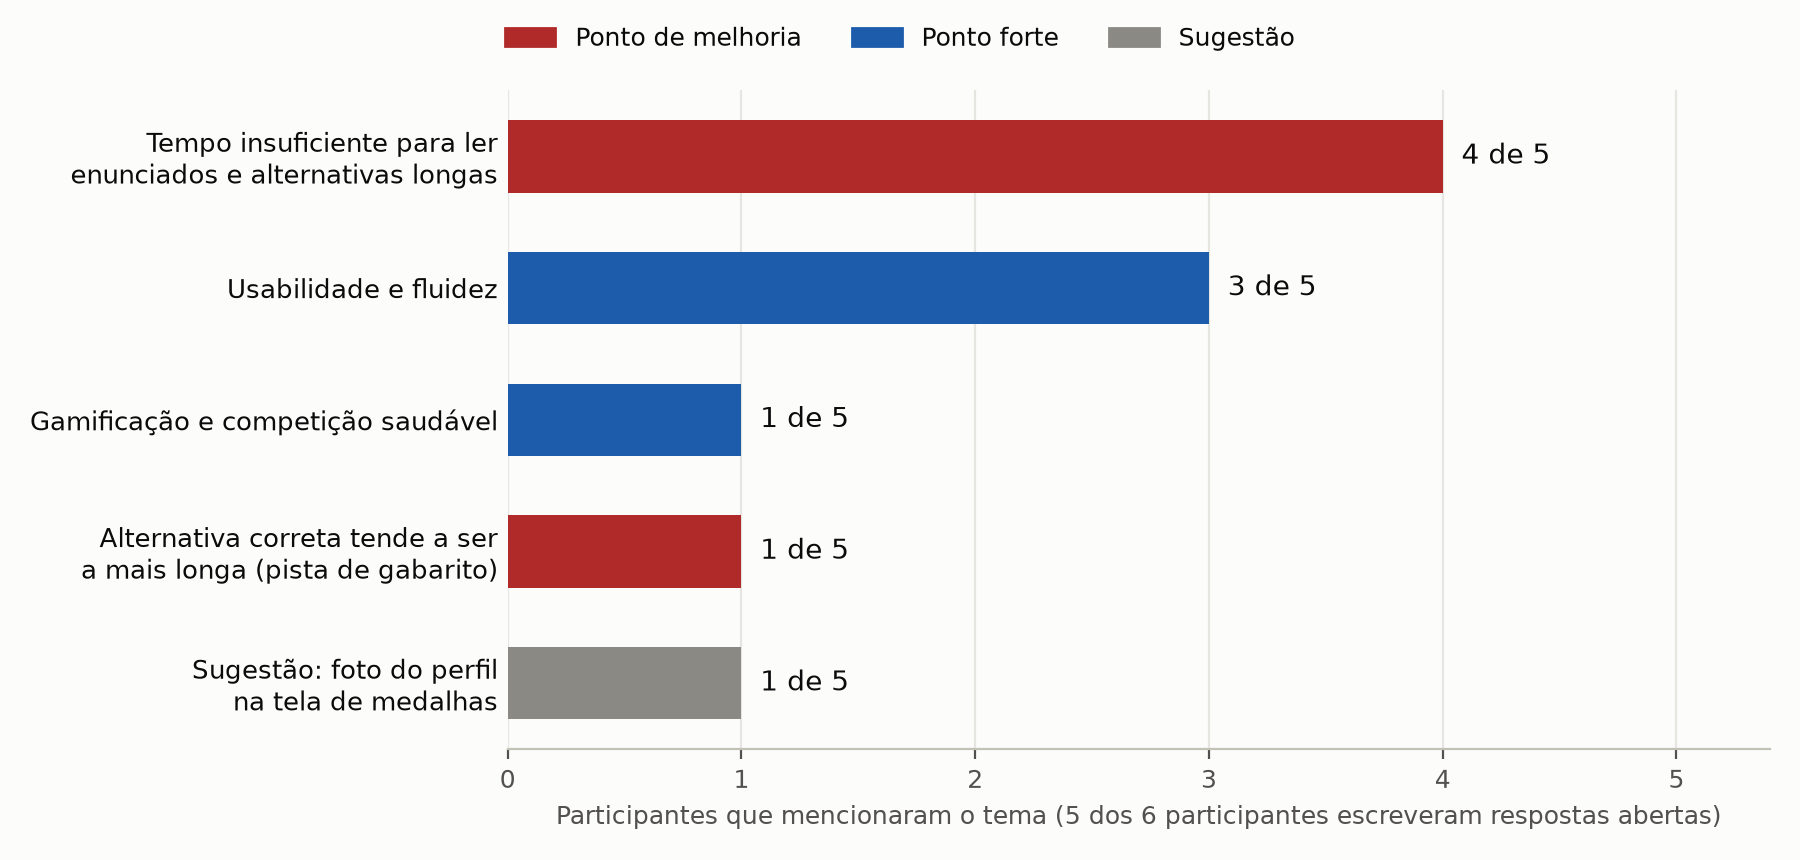 Ponto de melhoria Ponto forte Sugestão
Tempo insuficiente para ler
enunciados e alternativas longas
4 de 5
Usabilidade e fluidez
3 de 5
Gamificação e competição saudável
1 de 5
Alternativa correta tende a ser
a mais longa (pista de gabarito)
1 de 5
Sugestão: foto do perfil
na tela de medalhas
1 de 5
0 1 2 3 4 5
Participantes que mencionaram o tema (5 dos 6 participantes escreveram respostas abertas)